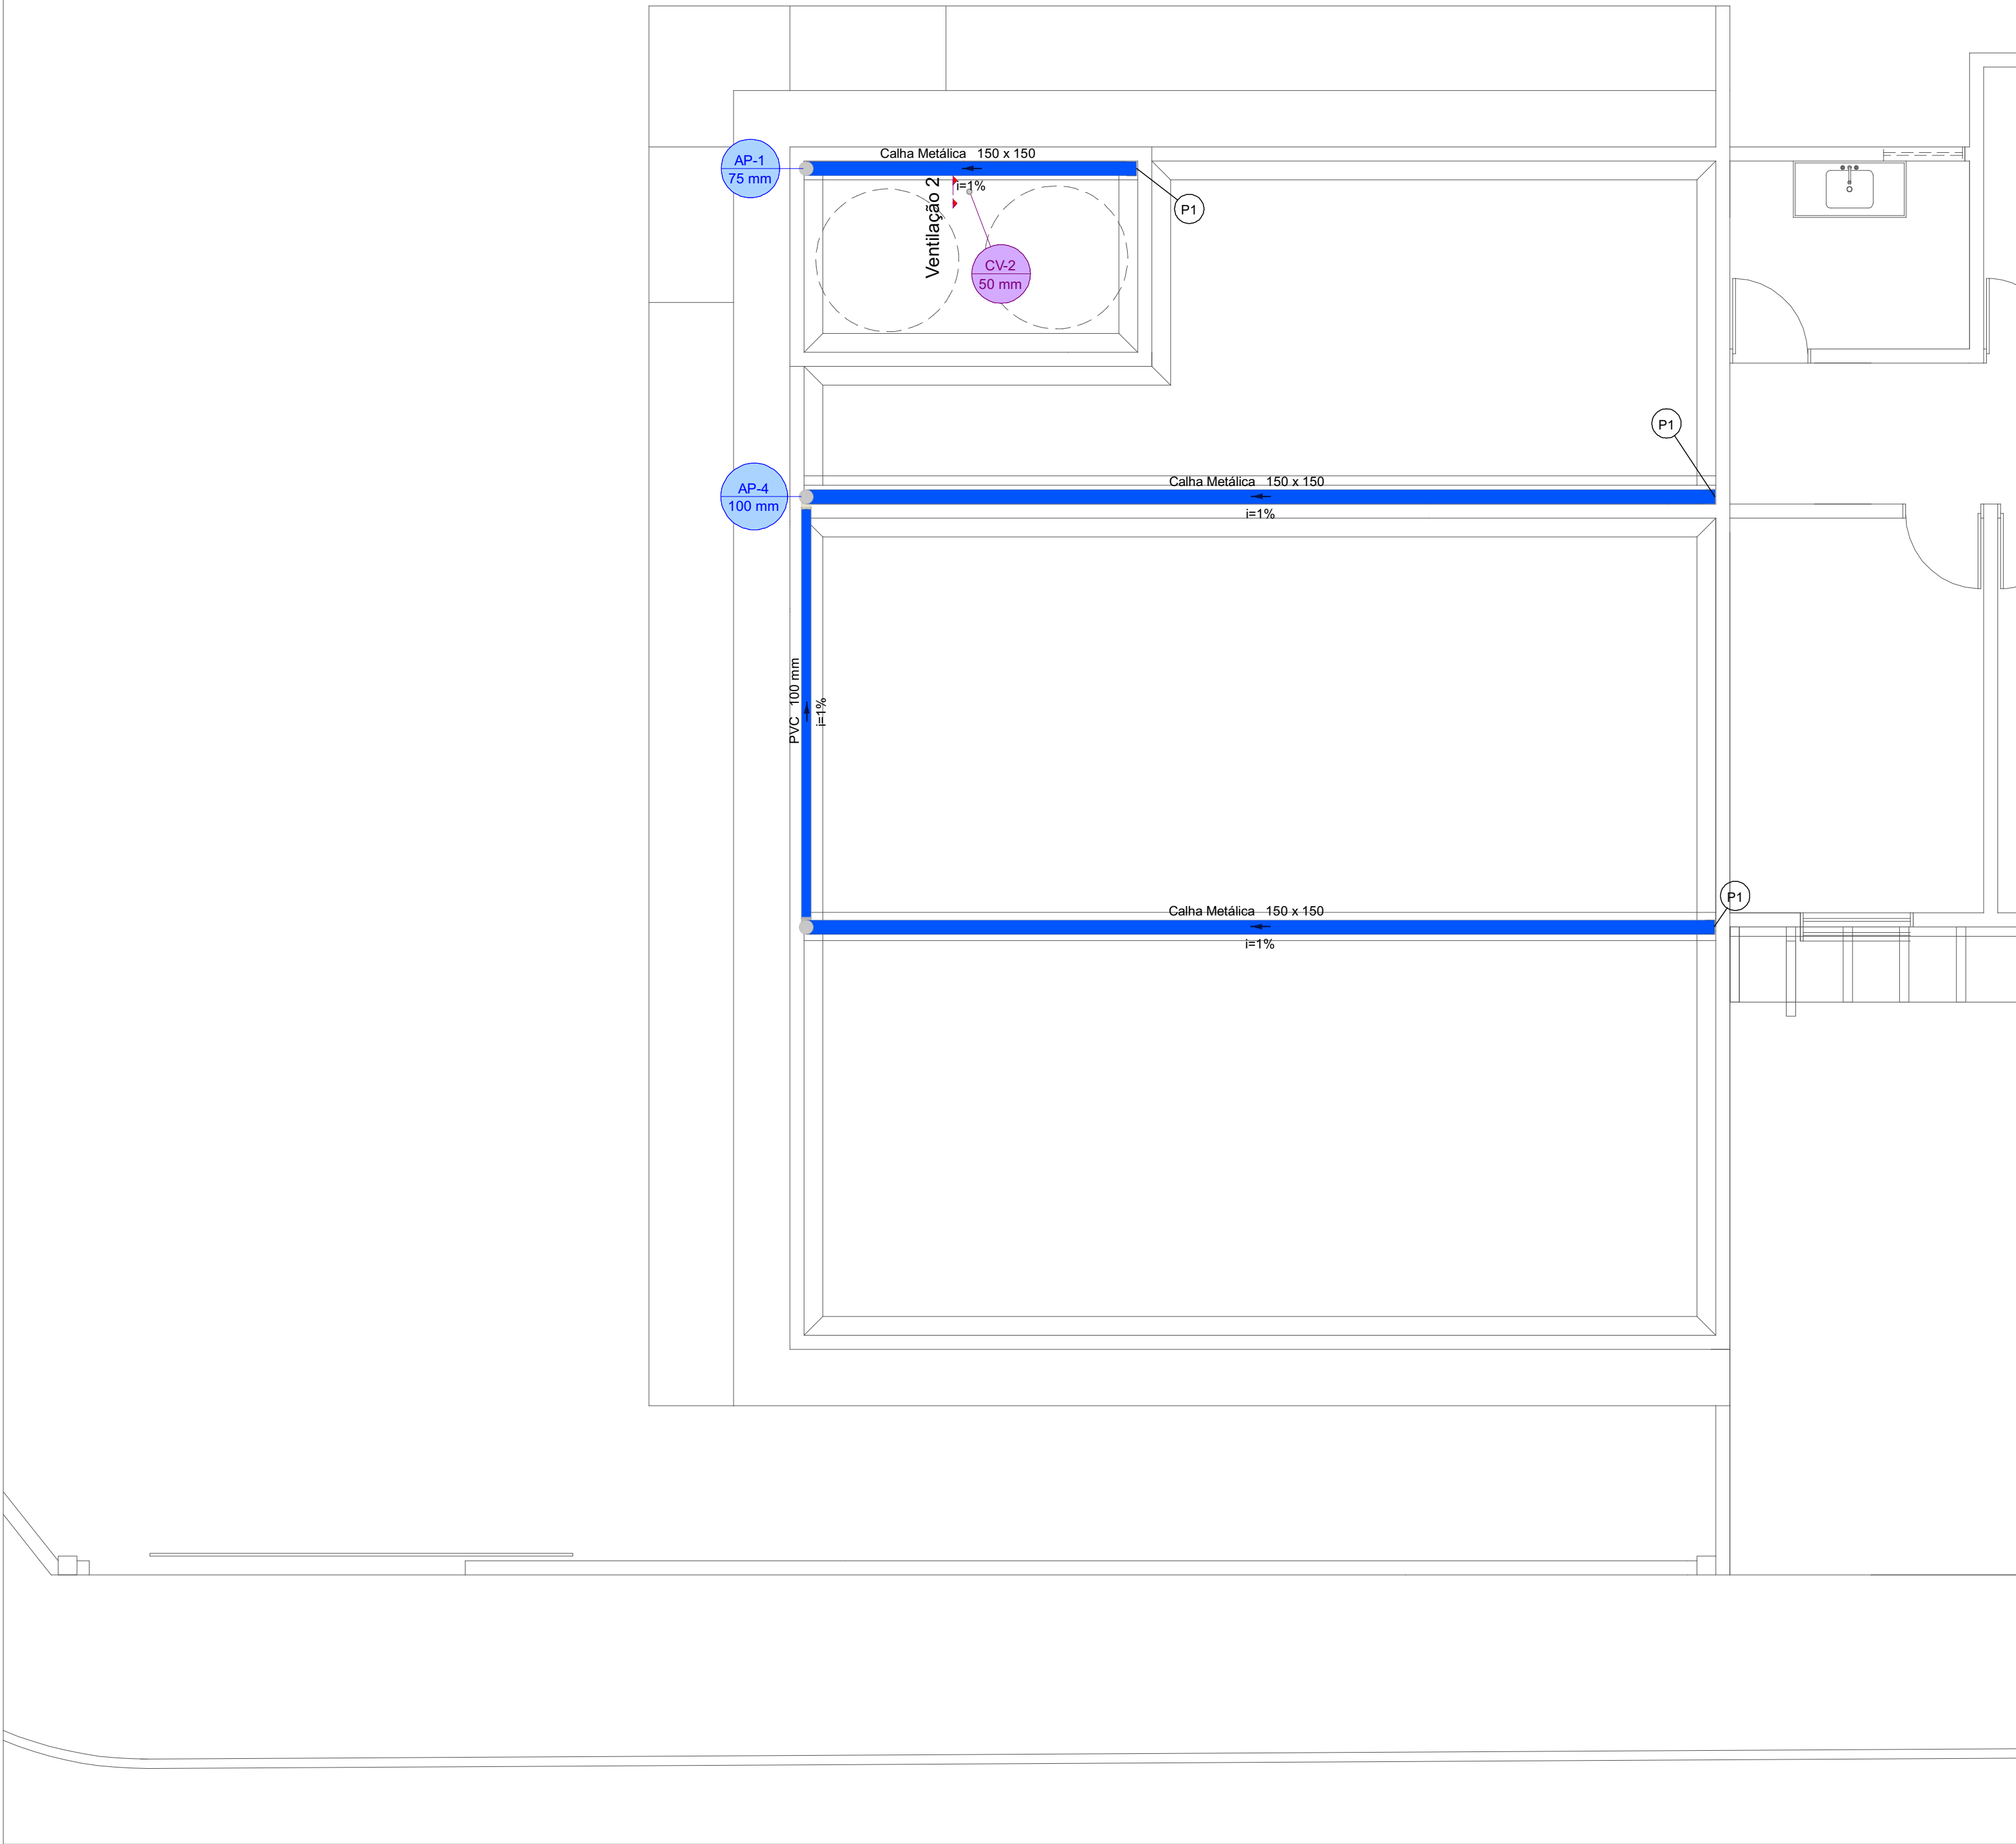 Calha Metálica 150 x 150
AP-1
75 mm
i=1%
Ventilação 2
P1
CV-2
50 mm
P1
Calha Metálica 150 x 150
AP-4
100 mm
i=1%
PVC 100 mm
i=1%
P1
Calha Metálica 150 x 150
i=1%